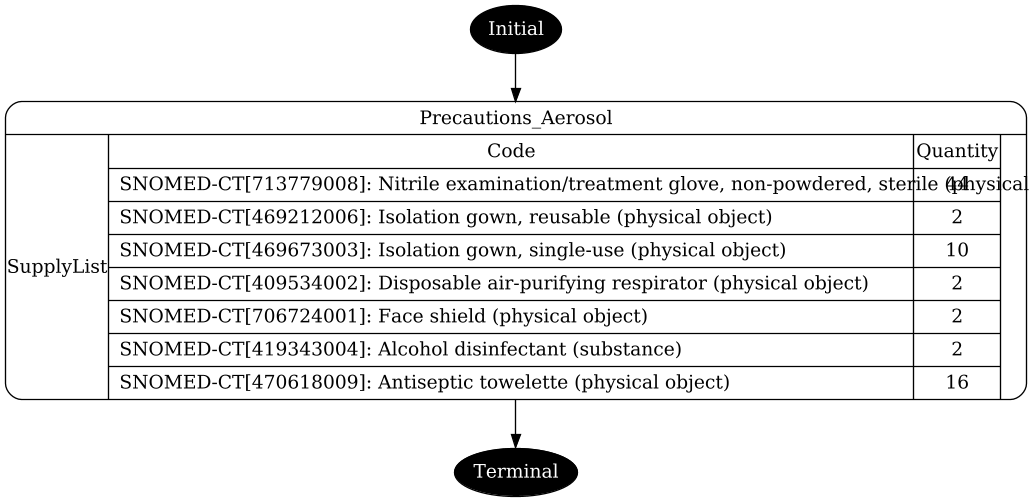 Initial
Precautions_Aerosol
SupplyList
Code Quantity
SNOMED-CT[713779008]: Nitrile examination/treatment glove, non-powdered, sterile (physical 44
SNOMED-CT[469212006]: Isolation gown, reusable (physical object) 2
SNOMED-CT[469673003]: Isolation gown, single-use (physical object) 10
SNOMED-CT[409534002]: Disposable air-purifying respirator (physical object) 2
SNOMED-CT[706724001]: Face shield (physical object) 2
SNOMED-CT[419343004]: Alcohol disinfectant (substance) 2
SNOMED-CT[470618009]: Antiseptic towelette (physical object) 16
Terminal